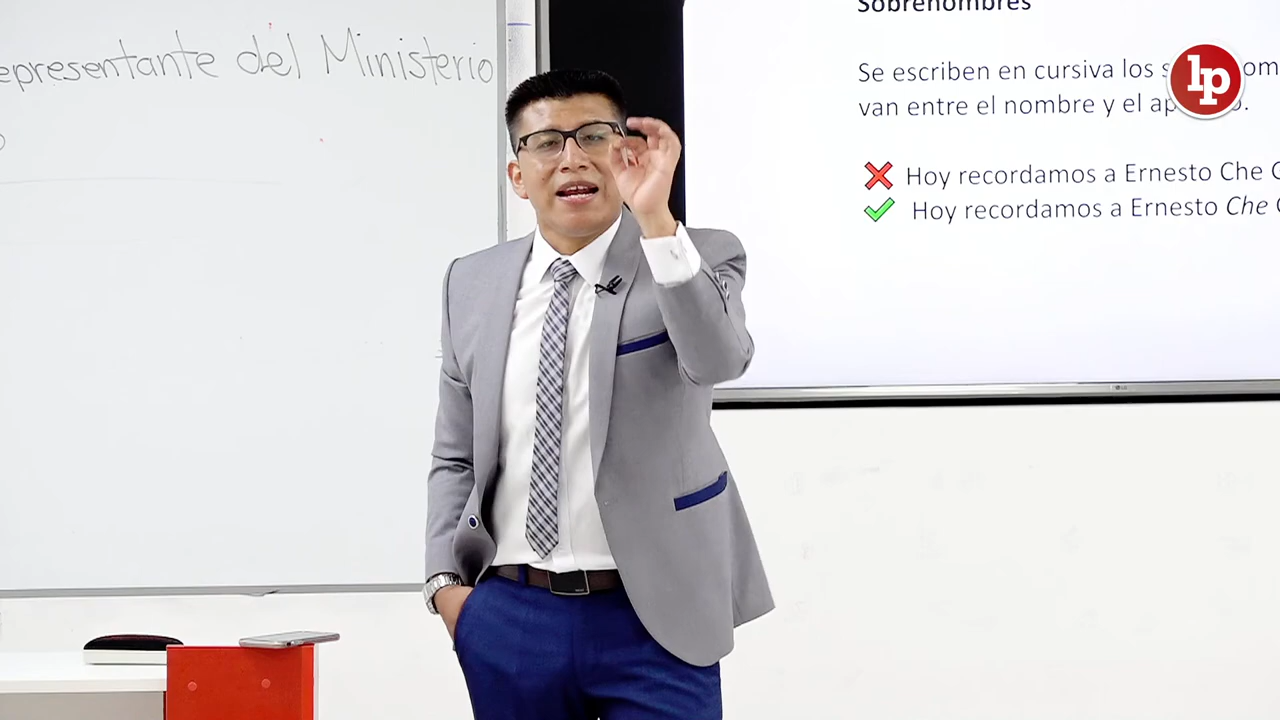 epresentante del Ministerio
Sobrenombres
Se escriben en cursiva los
van entre el nombre y el
Hoy recordamos a Ernesto Che
Hoy recordamos a Ernesto Che
lp
LG